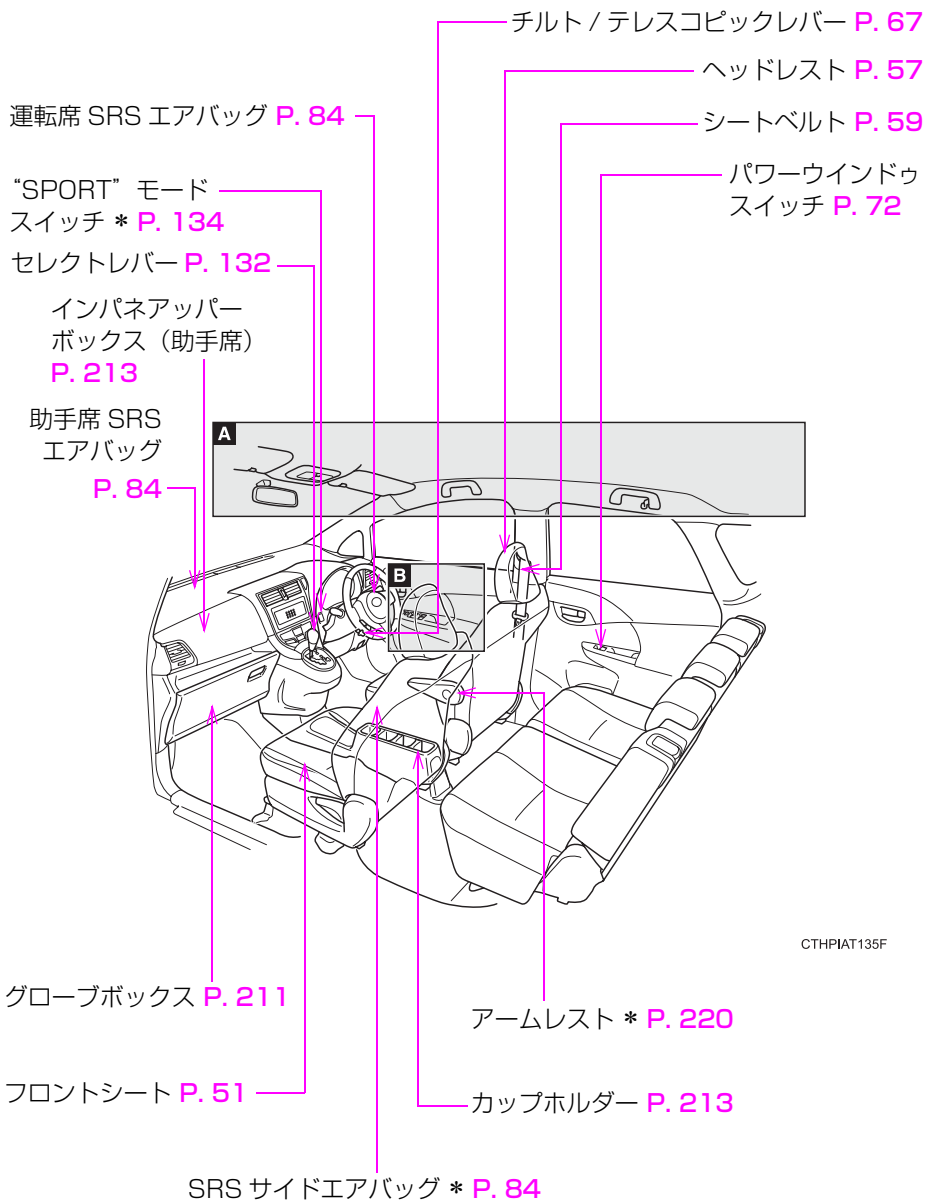 チルト / テレスコピックレバー P. 67
ヘッドレスト P. 57
運転席 SRS エアバッグ P. 84
シートベルト P. 59
パワーウインドゥ
スイッチ P. 72
“SPORT”モード
スイッチ * P. 134
セレクトレバー P. 132
インパネアッパー
ボックス（助手席）
P. 213
助手席 SRS
エアバッグ
P. 84
A
B
CTHPIAT135F
グローブボックス P. 211
アームレスト * P. 220
フロントシート P. 51
カップホルダー P. 213
SRS サイドエアバッグ * P. 84